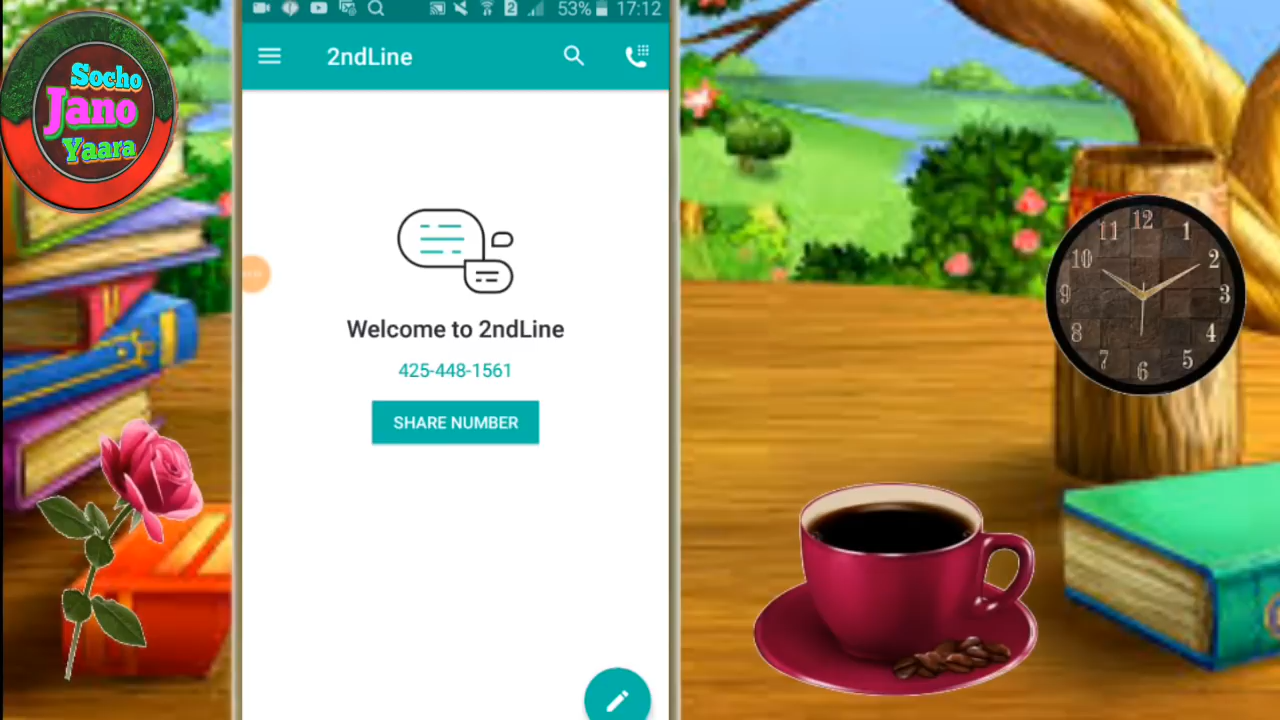 Socho
Jano
Yaara
2 53% 17:12
2ndLine
Welcome to 2ndLine
425-448-1561
SHARE NUMBER
12
11 1
10 2
9 3
8 4
7 5
6